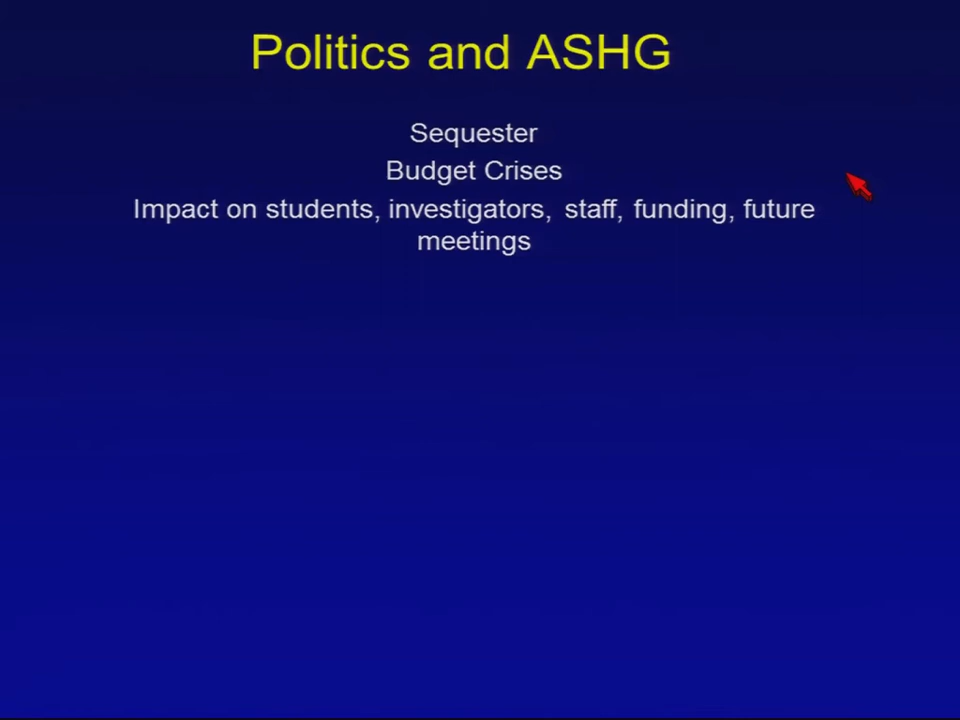 Politics and ASHG
Sequester
Budget Crises
Impact on students, investigators, staff, funding, future
meetings